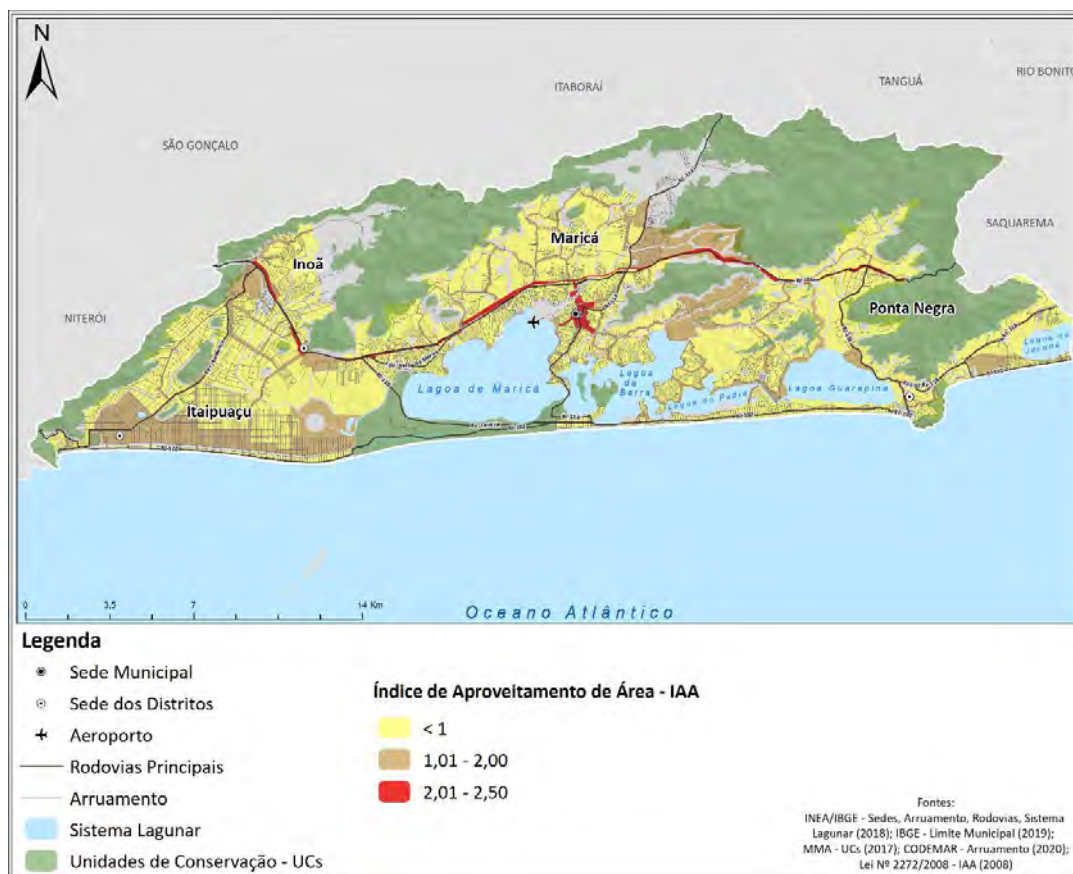 N
RIO BONITO
TANGUÁ
ITABORAÍ
SÃO GONÇALO
SAQUAREMA
Maricá
Inoã
Ponta Negra
NITERÓI
Lagoa de Maricá
Lagoa da Barra
Lagoa do Padre
Lagoa Guarapina
Lagoa de Jaconé
Itaipuaçu
0 3,5 7 14 Km
Oceano Atlântico
Legenda
Sede Municipal
Sede dos Distritos
Aeroporto
Rodovias Principais
Arruamento
Sistema Lagunar
Unidades de Conservação - UCs
Índice de Aproveitamento de Área - IAA
< 1
1,01 - 2,00
2,01 - 2,50
Fontes:
INEA/IBGE - Sedes, Arruamento, Rodovias, Sistema
Lagunar (2018); IBGE - Limite Municipal (2019);
MMA - UCs (2017); CODEMAR - Arruamento (2020);
Lei Nº 2272/2008 - IAA (2008)